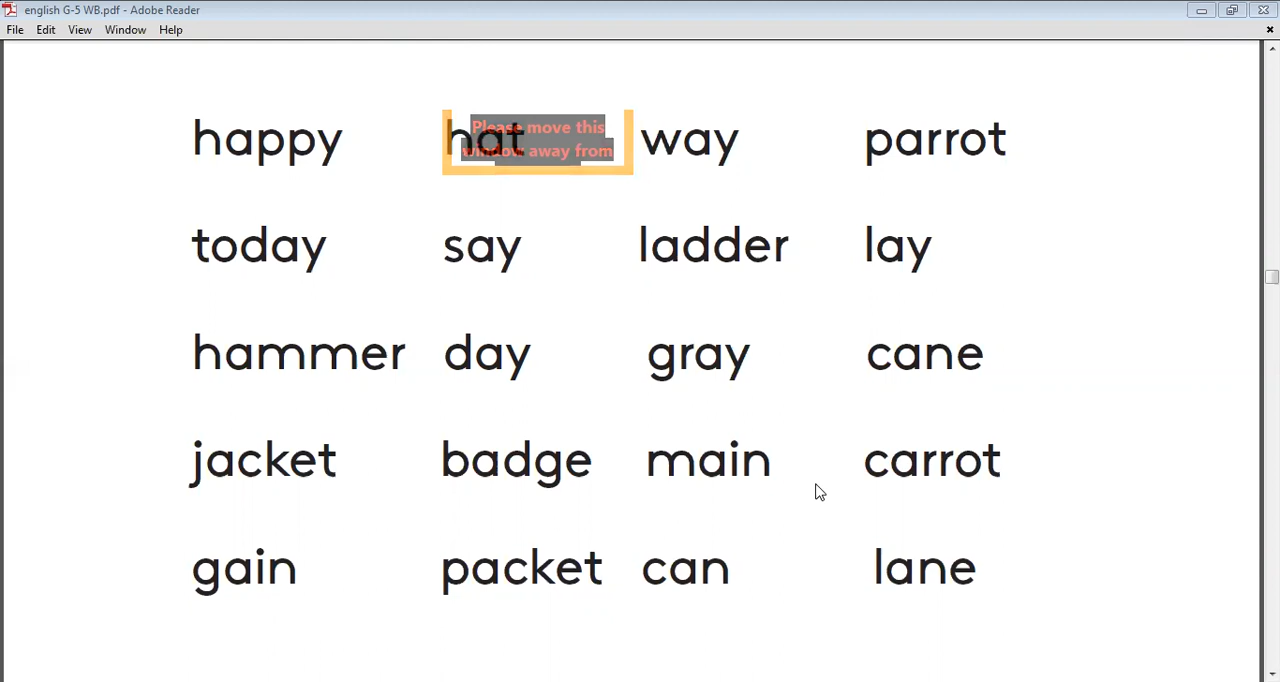 english G-5 WB.pdf - Adobe Reader
File Edit View Window Help
happy hat way parrot
Please move this
window away from
today say ladder lay
hammer day gray cane
jacket badge main carrot
gain packet can lane